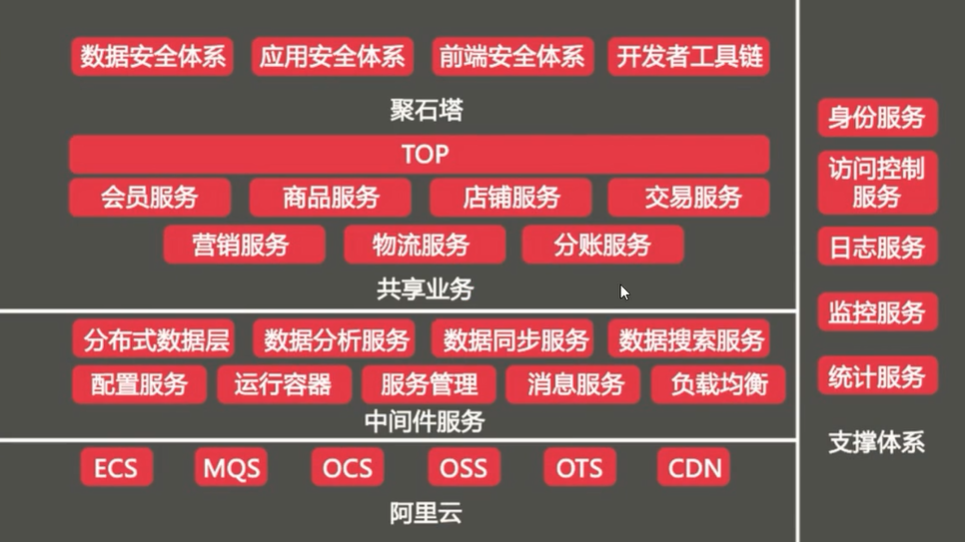 数据安全体系 应用安全体系 前端安全体系 开发者工具链
聚石塔
TOP
会员服务 商品服务 店铺服务 交易服务
营销服务 物流服务 分账服务
共享业务
分布式数据层 数据分析服务 数据同步服务 数据搜索服务
配置服务 运行容器 服务管理 消息服务 负载均衡
中间件服务
ECS MQS OCS OSS OTS CDN
阿里云
身份服务
访问控制
服务
日志服务
监控服务
统计服务
支撑体系